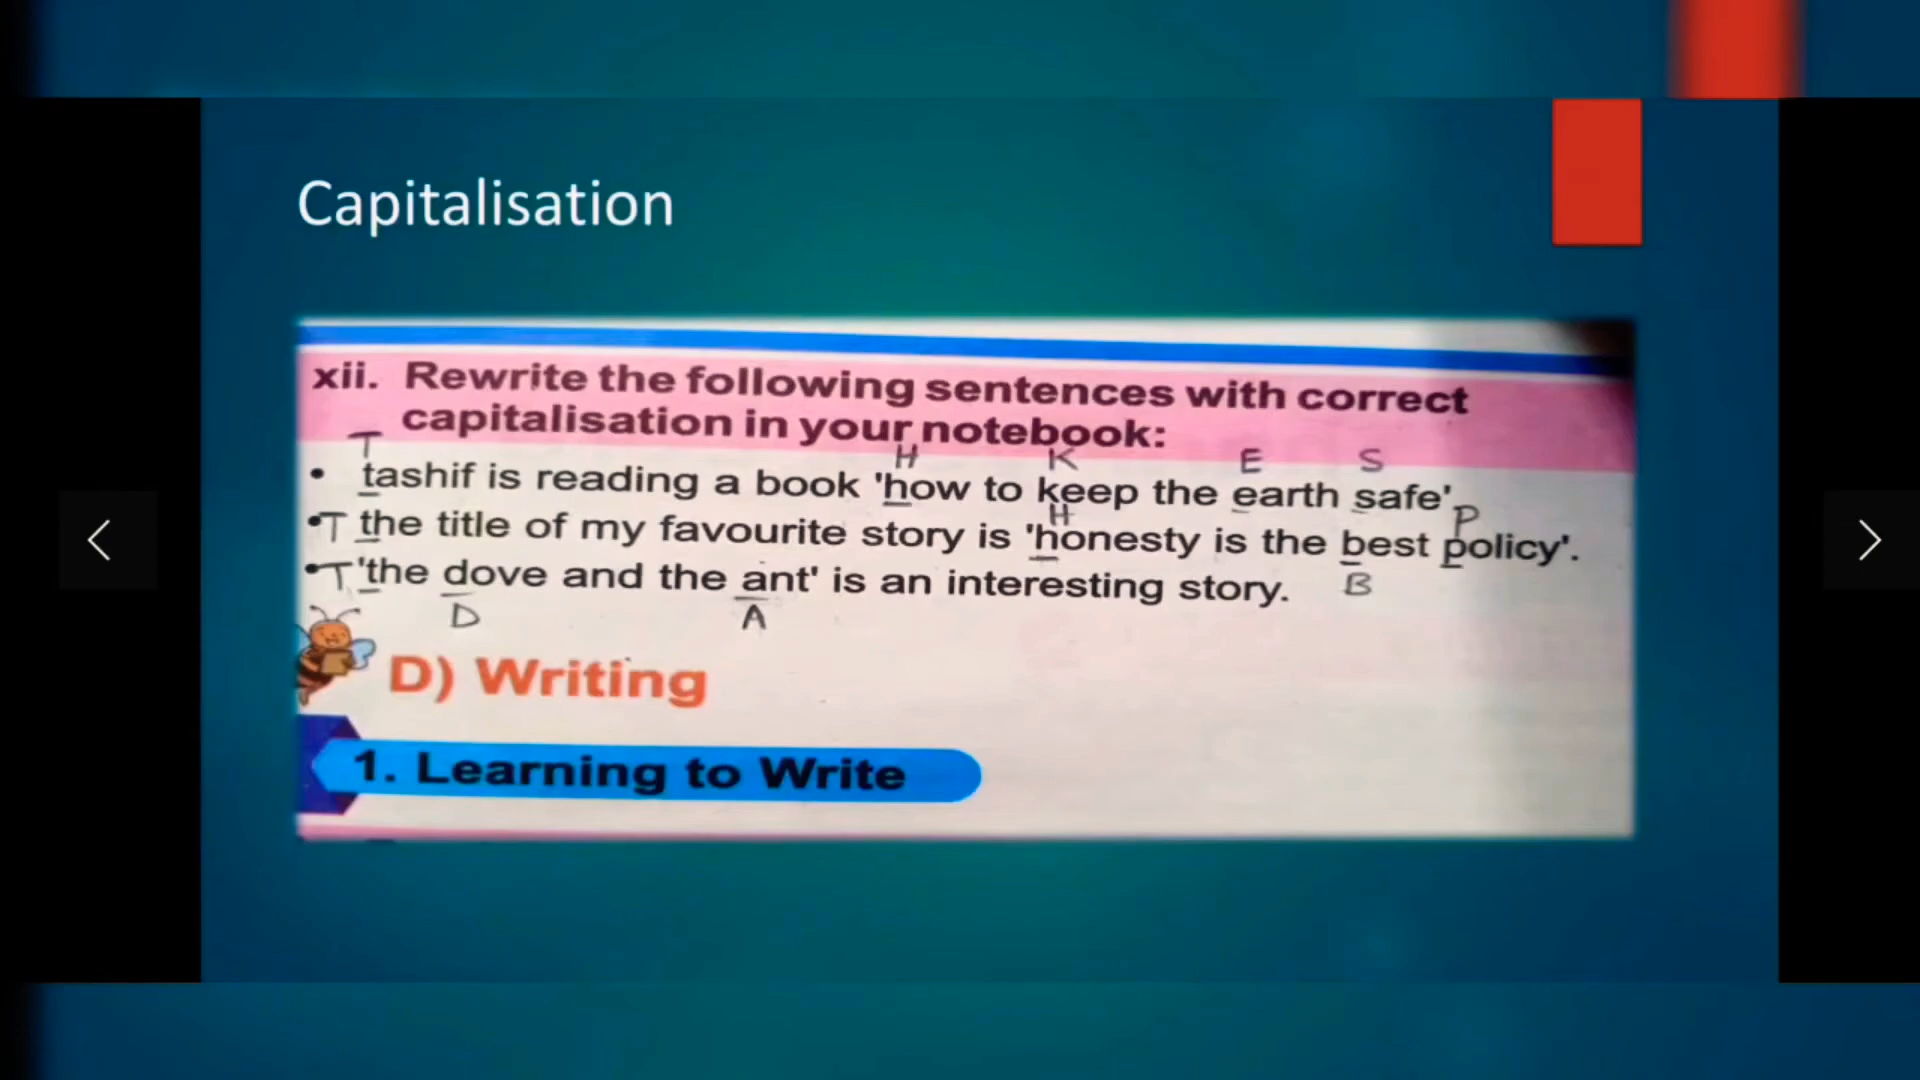 Capitalisation
xii. Rewrite the following sentences with correct
capitalisation in your notebook:
T H K E S
• tashif is reading a book 'how to keep the earth safe'.
H P
• T the title of my favourite story is 'honesty is the best policy'.
• T 'the dove and the ant' is an interesting story. B
D A
D) Writing
1. Learning to Write